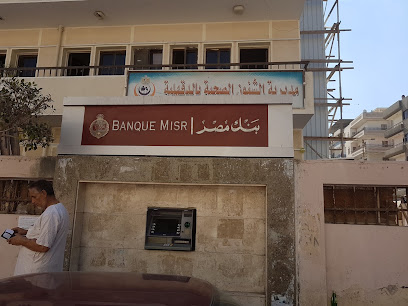 مديرية الشئون الصحية بالدقهلية
BANQUE MISR | بنك مصر